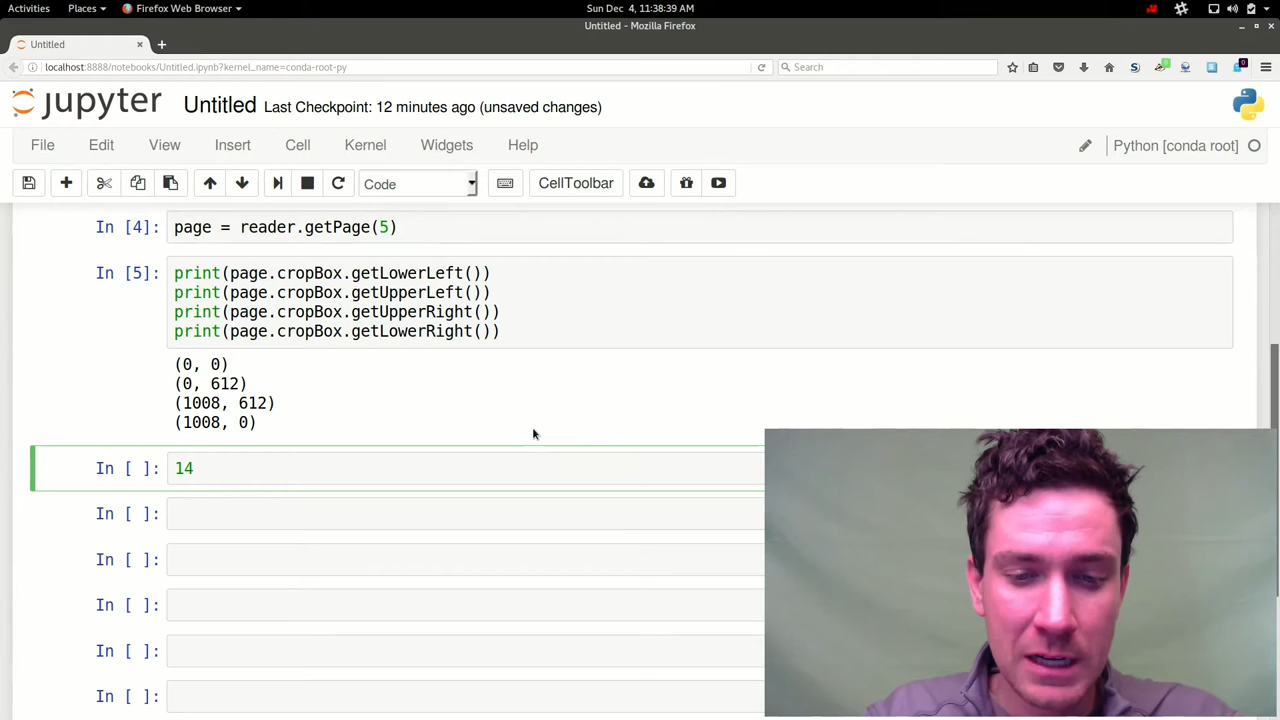 Activities Places Firefox Web Browser Sun Dec 4, 11:38:39 AM
Untitled - Mozilla Firefox
Untitled
localhost:8888/notebooks/Untitled.ipynb?kernel_name=conda-root-py Search
jupyter Untitled Last Checkpoint: 12 minutes ago (unsaved changes)
File Edit View Insert Cell Kernel Widgets Help Python [conda root]
Code CellToolbar
In [4]: page = reader.getPage(5)
In [5]: print(page.cropBox.getLowerLeft())
print(page.cropBox.getUpperLeft())
print(page.cropBox.getUpperRight())
print(page.cropBox.getLowerRight())
(0, 0)
(0, 612)
(1008, 612)
(1008, 0)
In [ ]: 14
In [ ]:
In [ ]:
In [ ]:
In [ ]:
In [ ]: